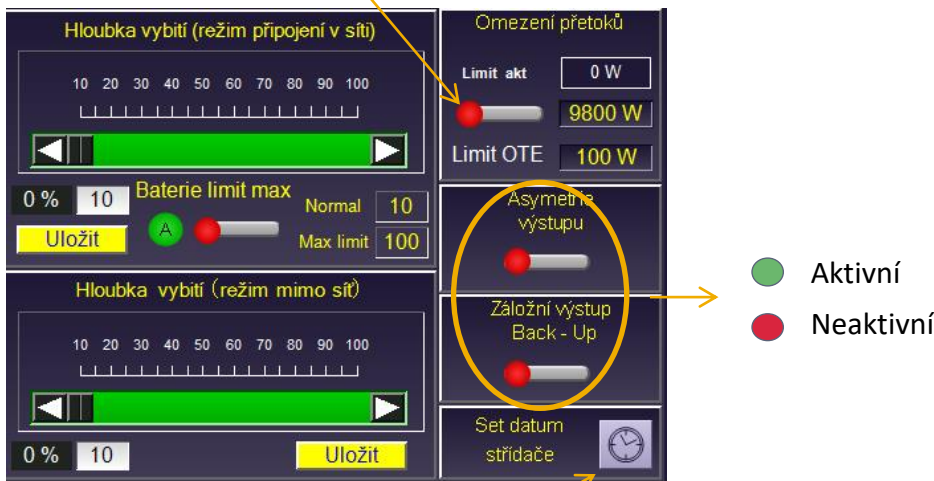 Hloubka vybití (režim připojení v síti)
10 20 30 40 50 60 70 80 90 100
0 % 10
Baterie limit max
A
Normal 10
Uložit
Max limit 100
Hloubka vybití (režim mimo síť)
10 20 30 40 50 60 70 80 90 100
0 % 10
Uložit
Omezení přetoků
Limit akt 0 W
9800 W
Limit OTE 100 W
Asymetrie
výstupu
Záložní výstup
Back - Up
Set datum
střídače
Aktivní
Neaktivní